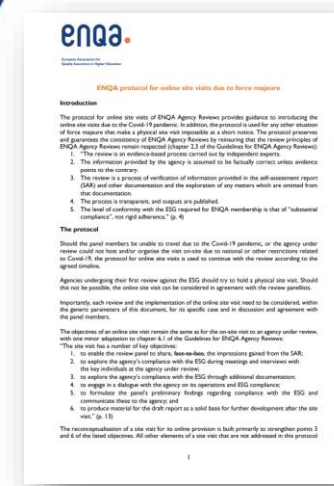 enqa.
European Association for
Quality Assurance in Higher Education
ENQA protocol for online site visits due to force majeure
Introduction
The protocol for online site visits of ENQA Agency Reviews provides guidance to introducing the
online site visits due to the Covid-19 pandemic. In addition, the protocol is used for any other situation
of force majeure that make a physical site visit impossible at a short notice. The protocol preserves
and guarantees the consistency of ENQA Agency Reviews by reinsuring that the review principles of
ENQA Agency Reviews remain respected (chapter 2.3 of the Guidelines for ENQA Agency Reviews):
1. "The review is an evidence-based process carried out by independent experts.
2. The information provided by the agency is assumed to be factually correct unless evidence
points to the contrary.
3. The review is a process of verification of information provided in the self-assessment report
(SAR) and other documentation and the exploration of any matters which are omitted from
that documentation.
4. The process is transparent, and outputs are published.
5. The level of conformity with the ESG required for ENQA membership is that of "substantial
compliance", not rigid adherence." (p. 4)
The protocol
Should the panel members be unable to travel due to the Covid-19 pandemic, or the agency under
review could not host and/or organise the visit on-site due to national or other restrictions related
to Covid-19, the protocol for online site visits is used to continue with the review according to the
agreed timeline.
Agencies undergoing their first review against the ESG should try to hold a physical site visit. Should
this not be possible, the online site visit can be considered in agreement with the review panellists.
Importantly, each review and the implementation of the online site visit need to be considered, within
the generic parameters of this document, for its specific case and in discussion and agreement with
the panel members.
The objectives of an online site visit remain the same as for the on-site visit to an agency under review,
with one minor adaptation to chapter 6.1 of the Guidelines for ENQA Agency Reviews:
"The site visit has a number of key objectives:
1. to enable the review panel to share, face-to-face, the impressions gained from the SAR;
2. to explore the agency's compliance with the ESG during meetings and interviews with
the key individuals at the agency under review;
3. to explore the agency's compliance with the ESG through additional documentation;
4. to engage in a dialogue with the agency on its operations and ESG compliance;
5. to formulate the panel's preliminary findings regarding compliance with the ESG and
communicate these to the agency; and
6. to produce material for the draft report as a solid basis for further development after the site
visit." (p. 13)
The reconceptualisation of a site visit for its online provision is built primarily to strengthen points 3
and 6 of the listed objectives. All other elements of a site visit that are not addressed in this protocol
1